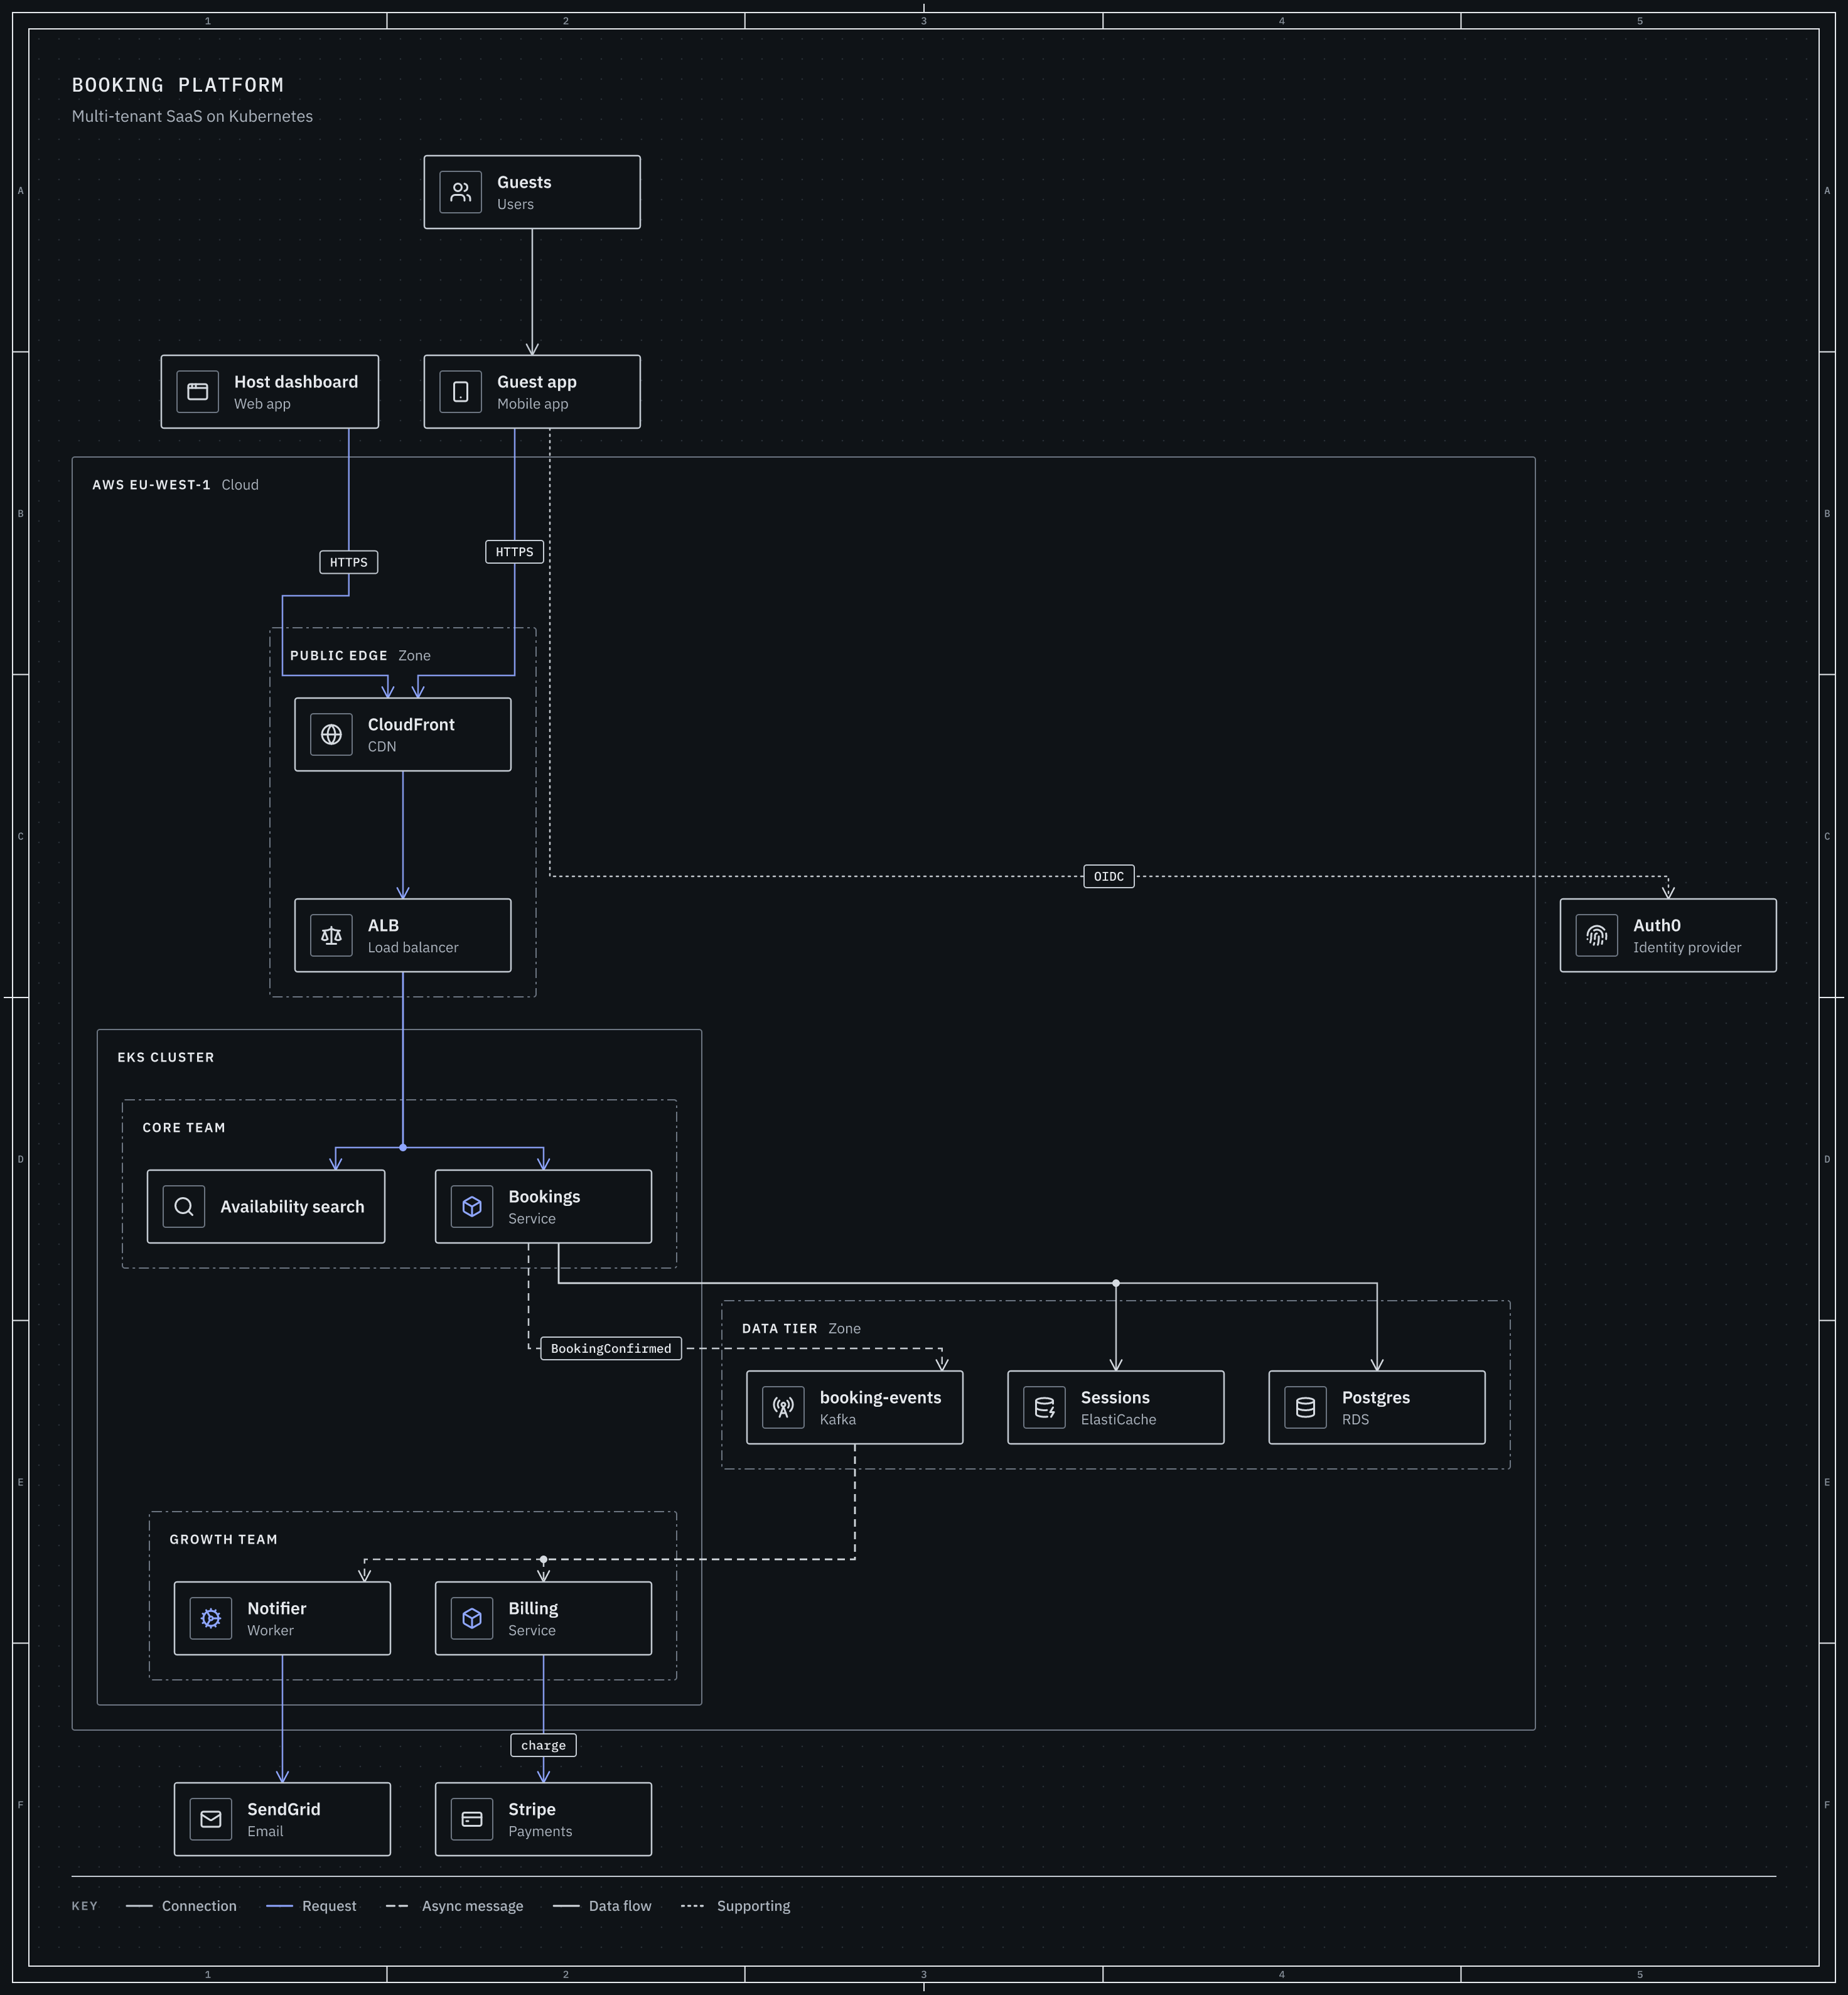 1 2 3 4 5
BOOKING PLATFORM
Multi-tenant SaaS on Kubernetes
A A
Guests
Users
Host dashboard
Web app
Guest app
Mobile app
AWS EU-WEST-1 Cloud
B B
HTTPS
HTTPS
PUBLIC EDGE Zone
CloudFront
CDN
C C
OIDC
ALB
Load balancer
Auth0
Identity provider
EKS CLUSTER
CORE TEAM
D D
Availability search
Bookings
Service
DATA TIER Zone
BookingConfirmed
booking-events
Kafka
Sessions
ElastiCache
Postgres
RDS
E E
GROWTH TEAM
Notifier
Worker
Billing
Service
charge
F F
SendGrid
Email
Stripe
Payments
KEY Connection Request Async message Data flow Supporting
1 2 3 4 5